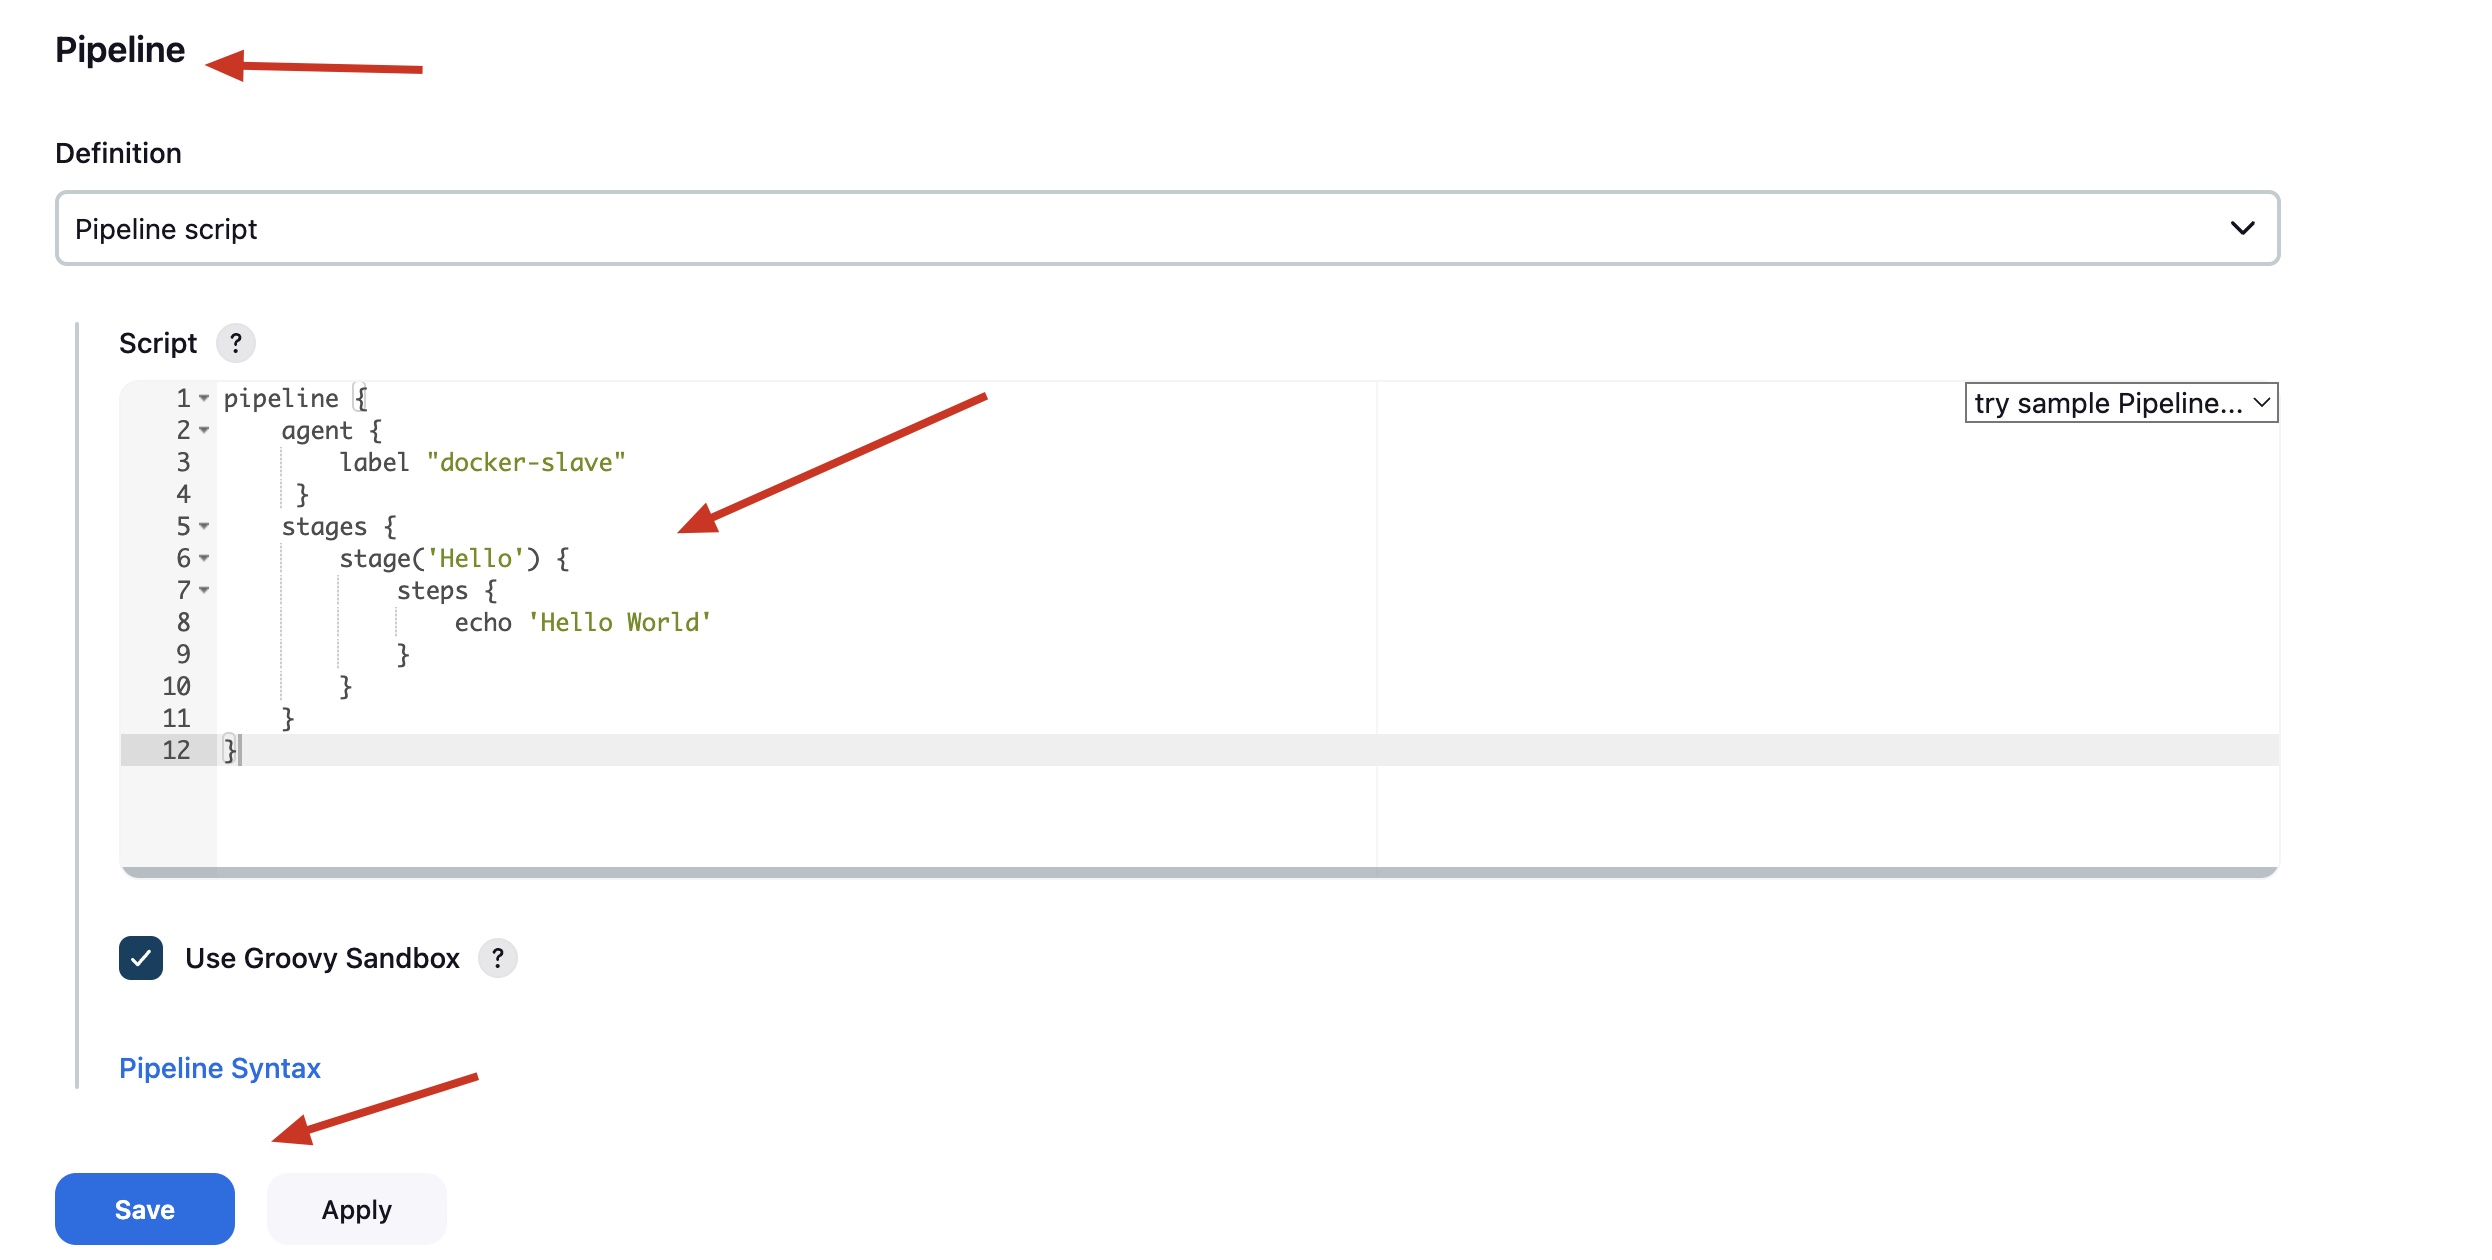 Pipeline
Definition
Pipeline script
Script ?
try sample Pipeline...
1 pipeline {
2     agent {
3         label "docker-slave"
4      }
5     stages {
6         stage('Hello') {
7             steps {
8                 echo 'Hello World'
9             }
10         }
11     }
12 }
Use Groovy Sandbox ?
Pipeline Syntax
Save Apply